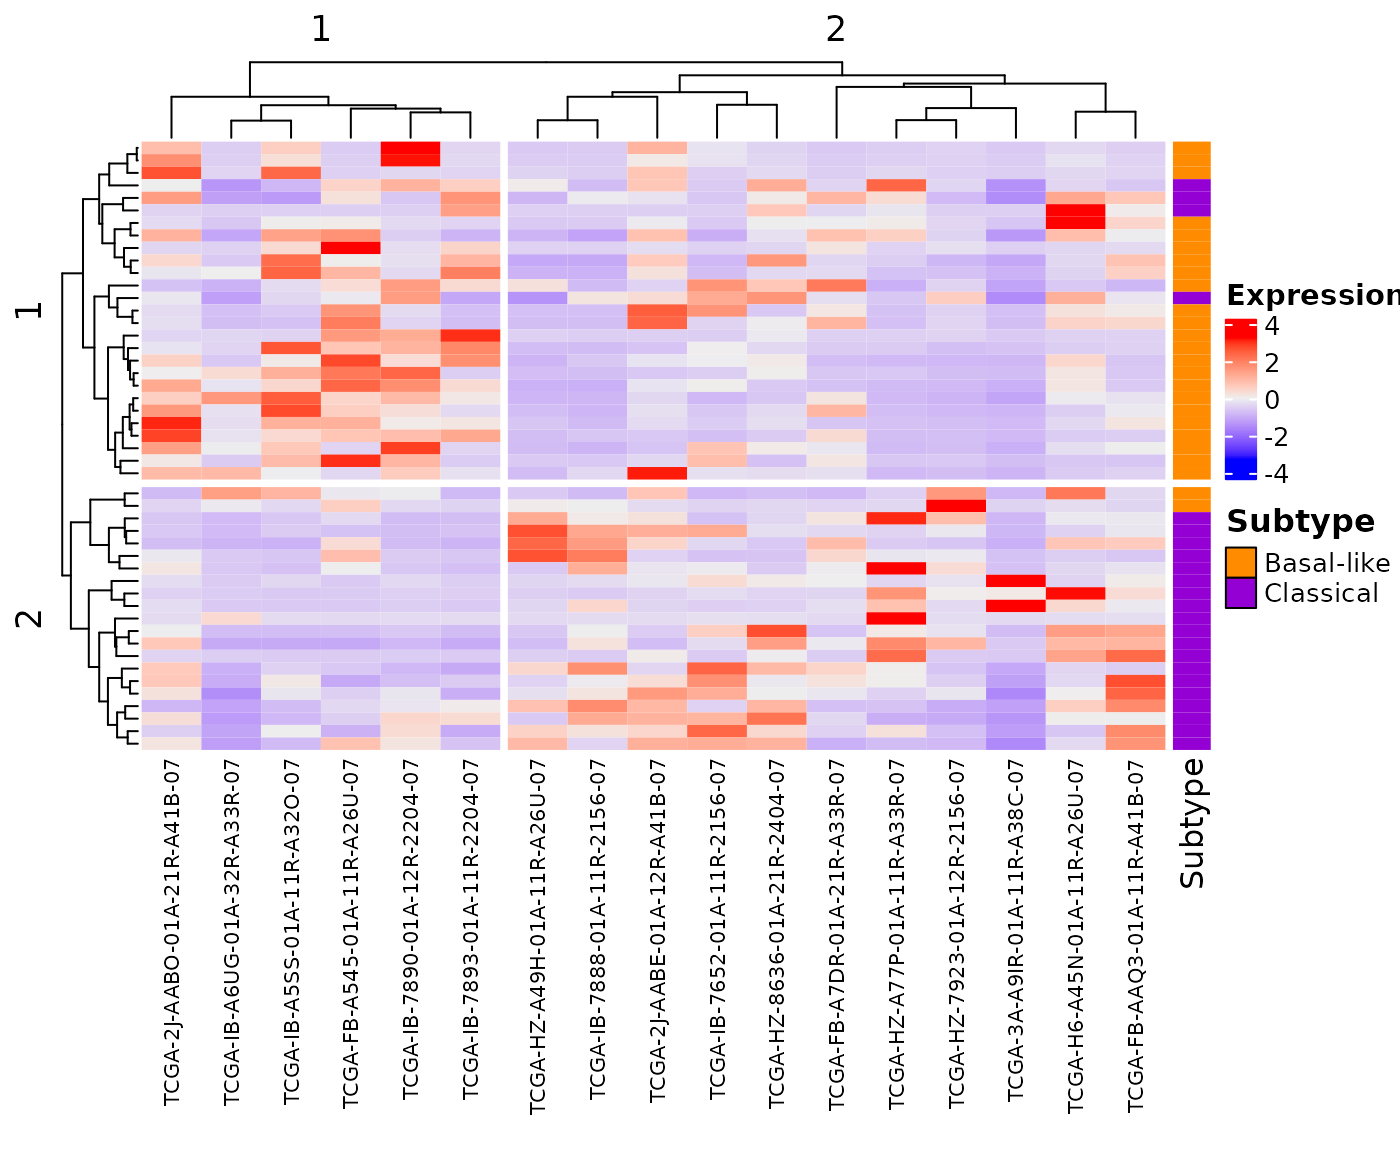 1
2
1
2
Expression
4
2
0
-2
-4
Subtype
Basal-like
Classical
TCGA-2J-AABO-01A-21R-A41B-07
TCGA-IB-A6UG-01A-32R-A33R-07
TCGA-IB-A5SS-01A-11R-A32O-07
TCGA-FB-A545-01A-11R-A26U-07
TCGA-IB-7890-01A-12R-2204-07
TCGA-IB-7893-01A-11R-2204-07
TCGA-HZ-A49H-01A-11R-A26U-07
TCGA-IB-7888-01A-11R-2156-07
TCGA-2J-AABE-01A-12R-A41B-07
TCGA-IB-7652-01A-11R-2156-07
TCGA-HZ-8636-01A-21R-2404-07
TCGA-FB-A7DR-01A-21R-A33R-07
TCGA-HZ-A77P-01A-11R-A33R-07
TCGA-HZ-7923-01A-12R-2156-07
TCGA-3A-A9IR-01A-11R-A38C-07
TCGA-H6-A45N-01A-11R-A26U-07
TCGA-FB-AAQ3-01A-11R-A41B-07
Subtype